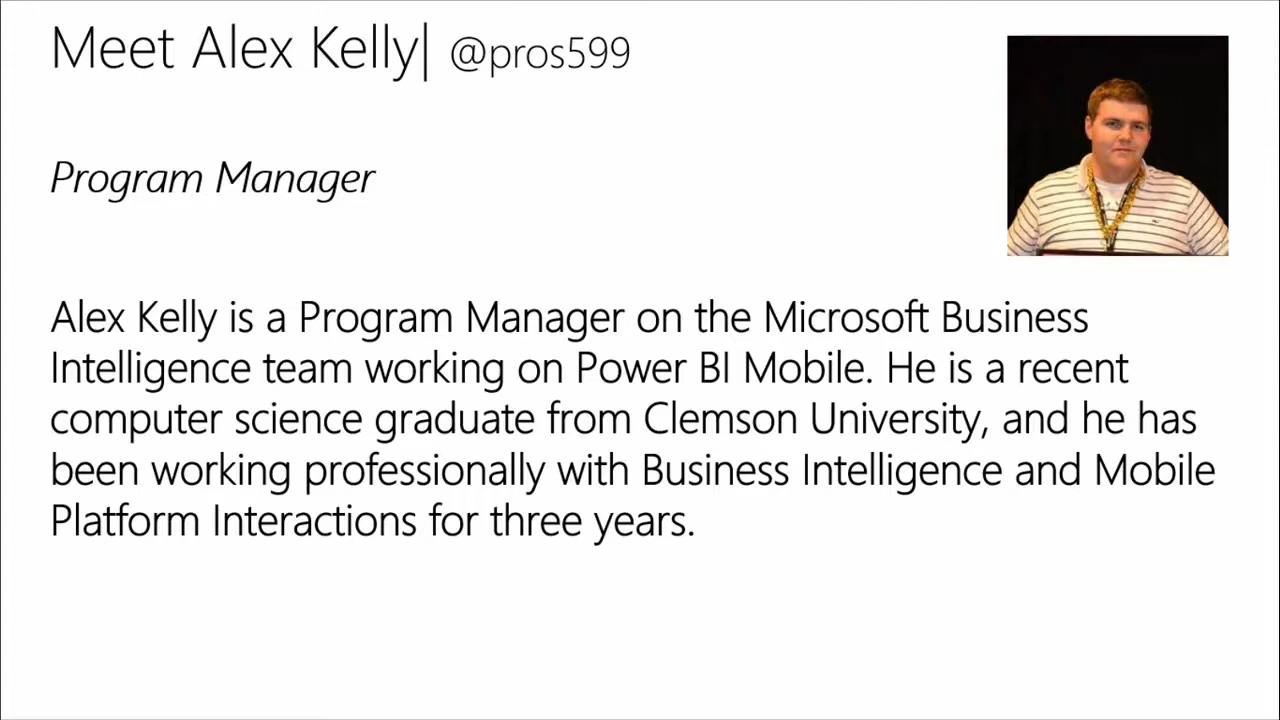 Meet Alex Kelly| @pros599
Program Manager
Alex Kelly is a Program Manager on the Microsoft Business
Intelligence team working on Power BI Mobile. He is a recent
computer science graduate from Clemson University, and he has
been working professionally with Business Intelligence and Mobile
Platform Interactions for three years.